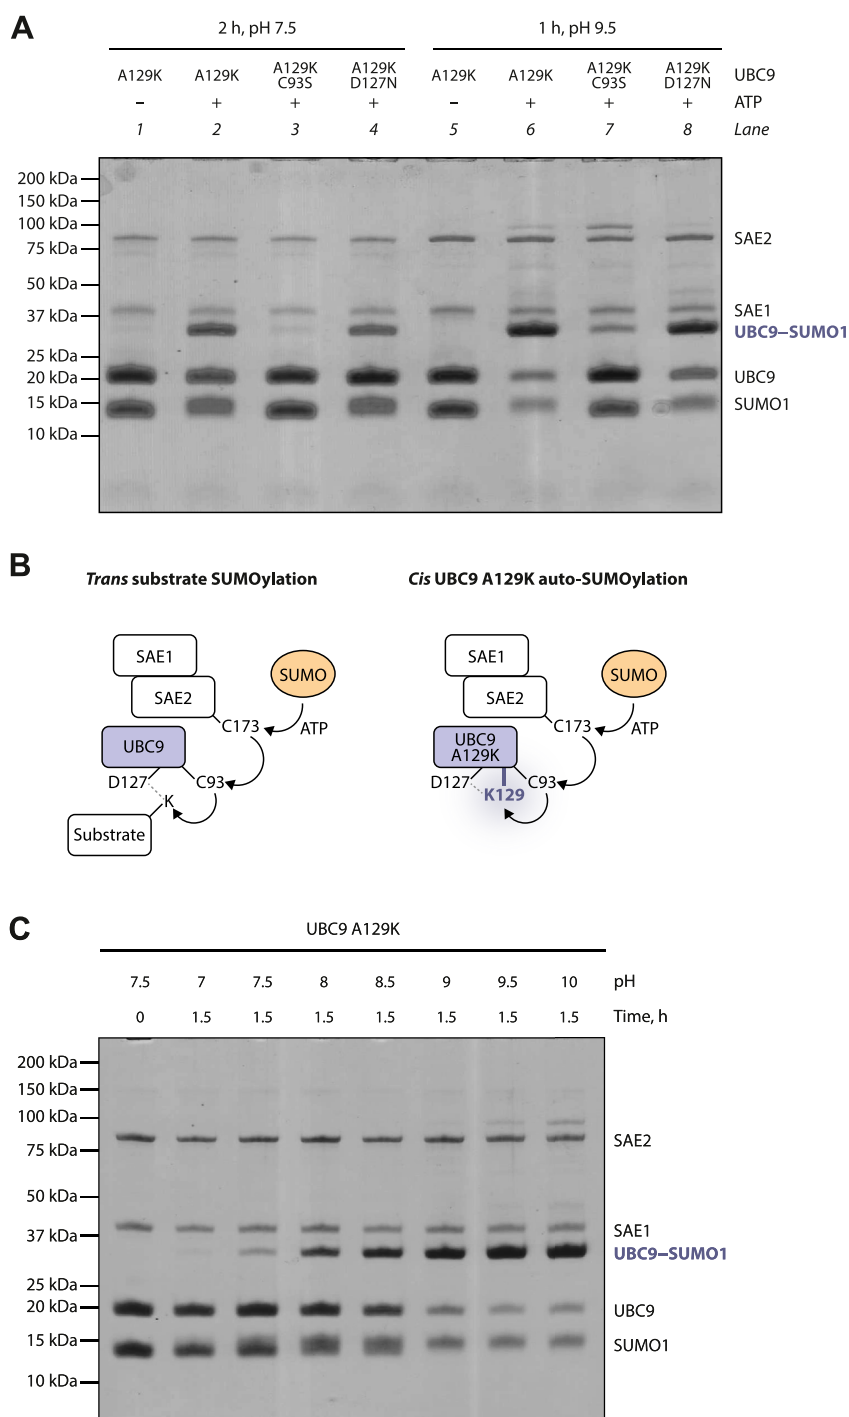 A
2 h, pH 7.5 1 h, pH 9.5
A129K A129K A129K C93S A129K D127N A129K A129K A129K C93S A129K D127N UBC9
– + + + – + + + ATP
1 2 3 4 5 6 7 8 Lane
200 kDa
150 kDa
100 kDa
SAE2
75 kDa
50 kDa
SAE1
37 kDa
UBC9–SUMO1
25 kDa
20 kDa UBC9
15 kDa SUMO1
10 kDa
B
Trans substrate SUMOylation Cis UBC9 A129K auto-SUMOylation
SAE1
SUMO
SAE2
C173
ATP
UBC9
D127
C93
K
Substrate
SAE1
SUMO
SAE2
C173
ATP
UBC9
A129K
D127
C93
K129
C
UBC9 A129K
7.5 7 7.5 8 8.5 9 9.5 10 pH
0 1.5 1.5 1.5 1.5 1.5 1.5 1.5 Time, h
200 kDa
150 kDa
100 kDa
SAE2
75 kDa
50 kDa
SAE1
37 kDa
UBC9–SUMO1
25 kDa
20 kDa UBC9
15 kDa SUMO1
10 kDa